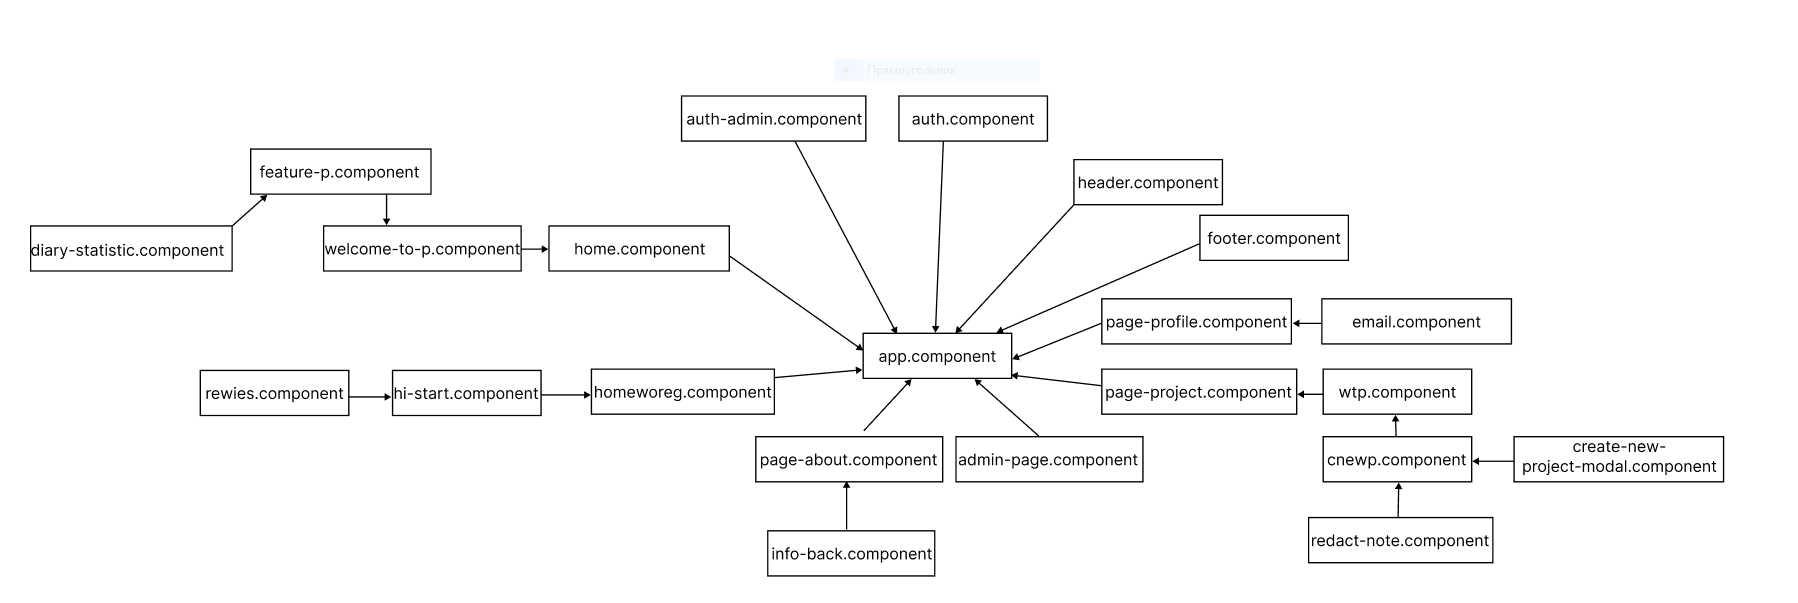 Прямоугольник
auth-admin.component
auth.component
feature-p.component
header.component
diary-statistic.component
welcome-to-p.component
home.component
footer.component
page-profile.component
email.component
app.component
rewies.component
hi-start.component
homeworeg.component
page-project.component
wtp.component
page-about.component
admin-page.component
cnewp.component
create-new-
project-modal.component
info-back.component
redact-note.component